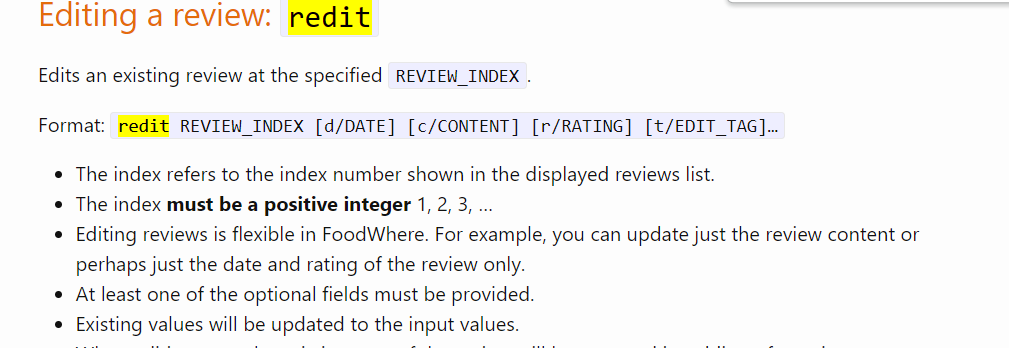 Editing a review: redit
Edits an existing review at the specified REVIEW_INDEX.
Format: redit REVIEW_INDEX [d/DATE] [c/CONTENT] [r/RATING] [t/EDIT_TAG]…
• The index refers to the index number shown in the displayed reviews list.
• The index must be a positive integer 1, 2, 3, …
• Editing reviews is flexible in FoodWhere. For example, you can update just the review content or
perhaps just the date and rating of the review only.
• At least one of the optional fields must be provided.
• Existing values will be updated to the input values.